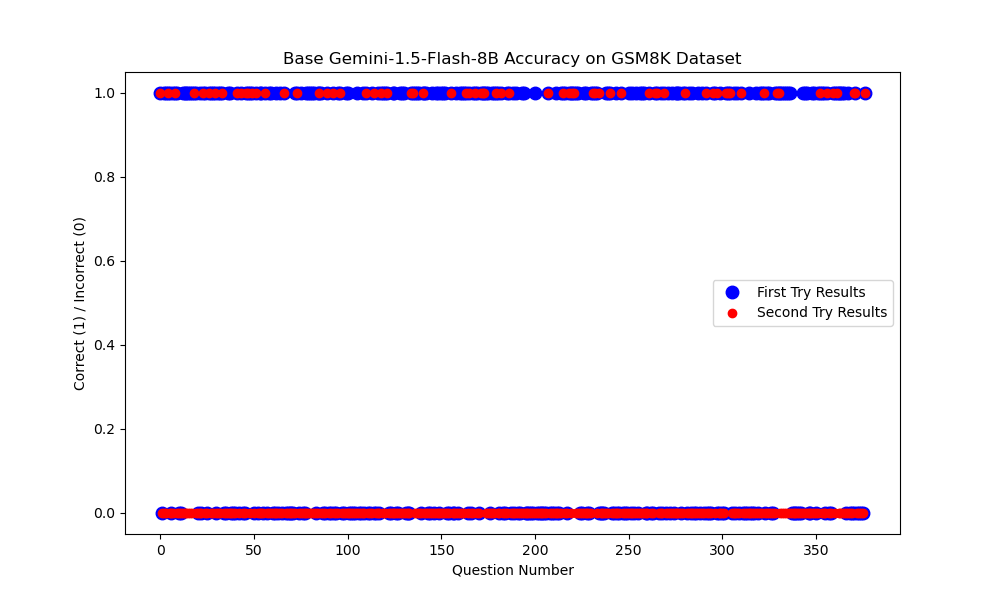 Base Gemini-1.5-Flash-8B Accuracy on GSM8K Dataset
Correct (1) / Incorrect (0)
1.0
0.8
0.6
0.4
0.2
0.0
First Try Results
Second Try Results
0 50 100 150 200 250 300 350
Question Number